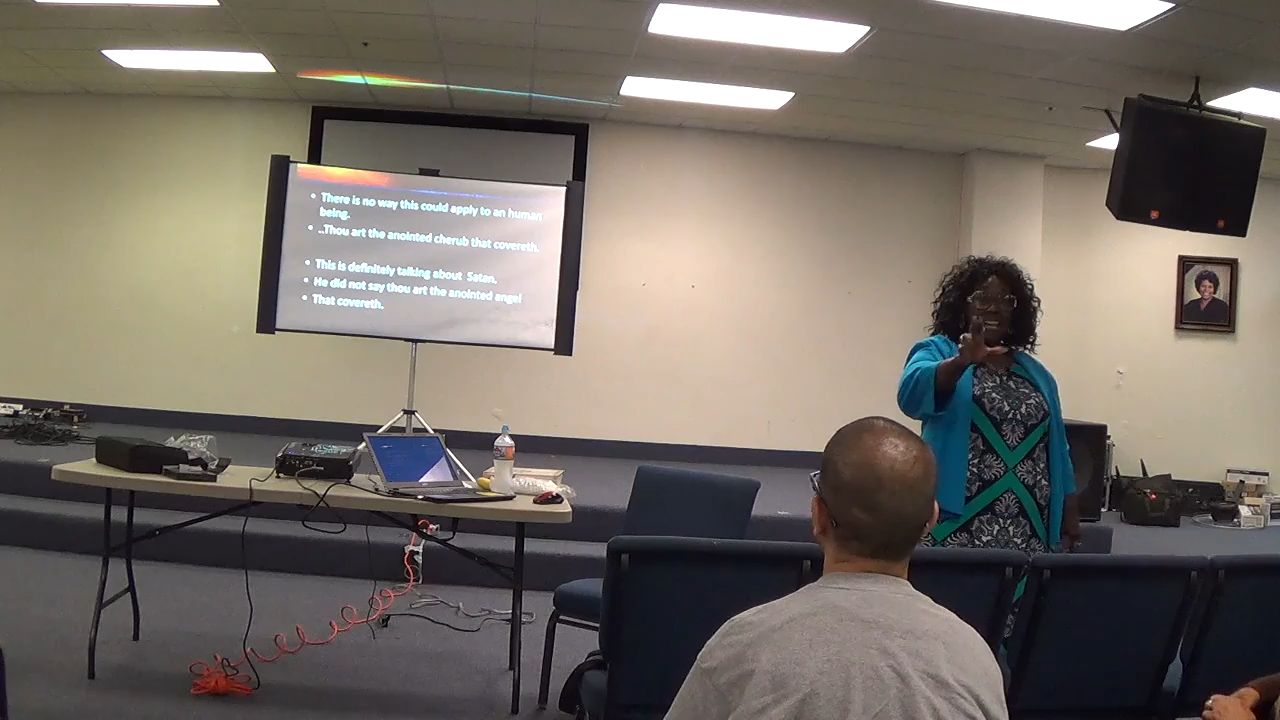 • There is no way this could apply to an human
being.
• ..Thou art the anointed cherub that covereth.
• This is definitely talking about Satan.
• He did not say thou art the anointed angel
• That covereth.